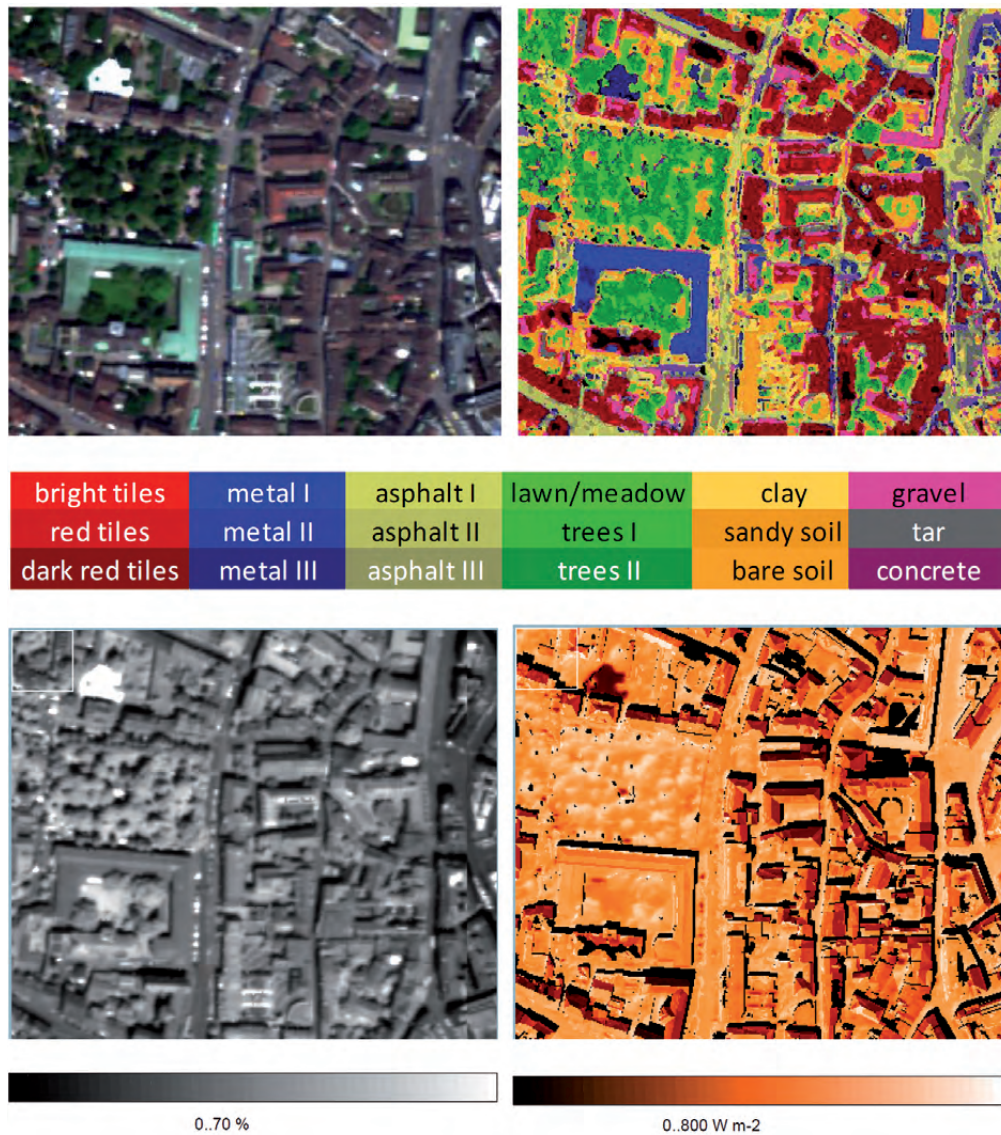 bright tiles metal I asphalt I lawn/meadow clay gravel
red tiles metal II asphalt II trees I sandy soil tar
dark red tiles metal III asphalt III trees II bare soil concrete
0..70 %
0..800 W m-2